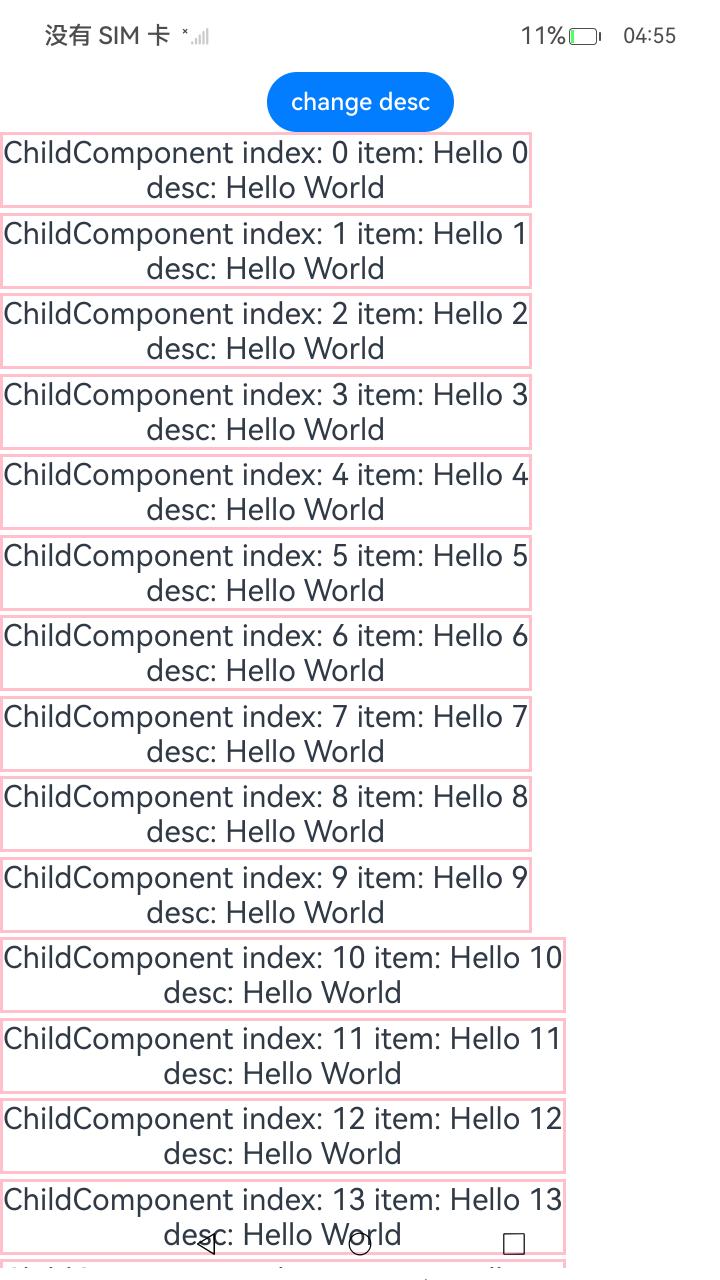 没有 SIM 卡 11% 04:55
change desc
ChildComponent index: 0 item: Hello 0
desc: Hello World
ChildComponent index: 1 item: Hello 1
desc: Hello World
ChildComponent index: 2 item: Hello 2
desc: Hello World
ChildComponent index: 3 item: Hello 3
desc: Hello World
ChildComponent index: 4 item: Hello 4
desc: Hello World
ChildComponent index: 5 item: Hello 5
desc: Hello World
ChildComponent index: 6 item: Hello 6
desc: Hello World
ChildComponent index: 7 item: Hello 7
desc: Hello World
ChildComponent index: 8 item: Hello 8
desc: Hello World
ChildComponent index: 9 item: Hello 9
desc: Hello World
ChildComponent index: 10 item: Hello 10
desc: Hello World
ChildComponent index: 11 item: Hello 11
desc: Hello World
ChildComponent index: 12 item: Hello 12
desc: Hello World
ChildComponent index: 13 item: Hello 13
desc: Hello World